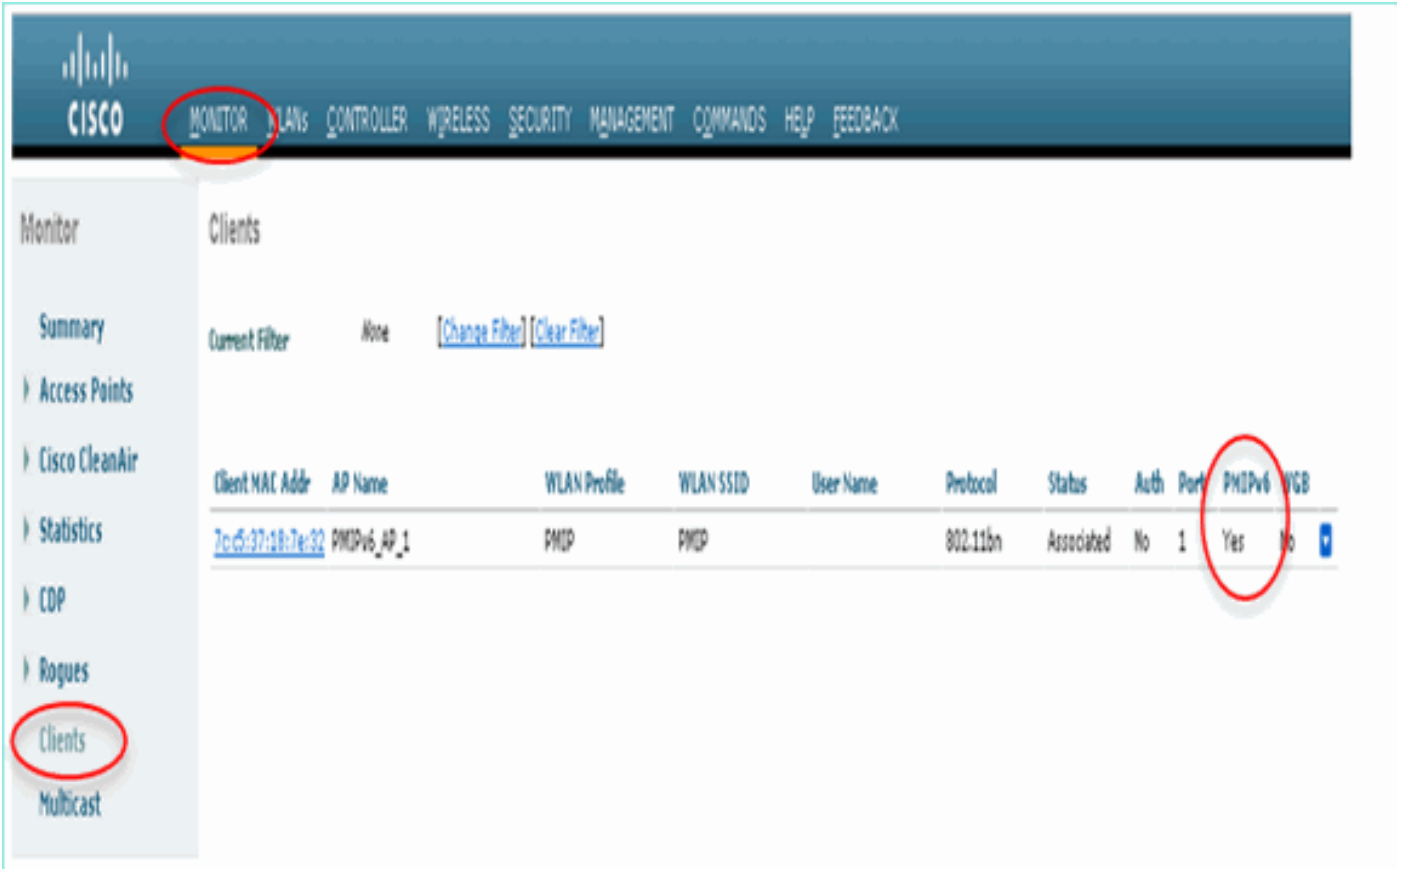 CISCO
MONITOR WLANs CONTROLLER WIRELESS SECURITY MANAGEMENT COMMANDS HELP FEEDBACK
Monitor
Summary
Access Points
Cisco CleanAir
Statistics
CDP
Rogues
Clients
Multicast
Clients
Current Filter None [Change Filter] [Clear Filter]
Client MAC Addr AP Name WLAN Profile WLAN SSID User Name Protocol Status Auth Port PMIPv6 WGB
7c:c5:37:18:7e:32 PMIPv6_AP_1 PMIP PMIP 802.11bn Associated No 1 Yes No